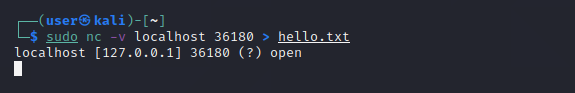 (user㉿kali)-[~]
$ sudo nc -v localhost 36180 > hello.txt
localhost [127.0.0.1] 36180 (?) open